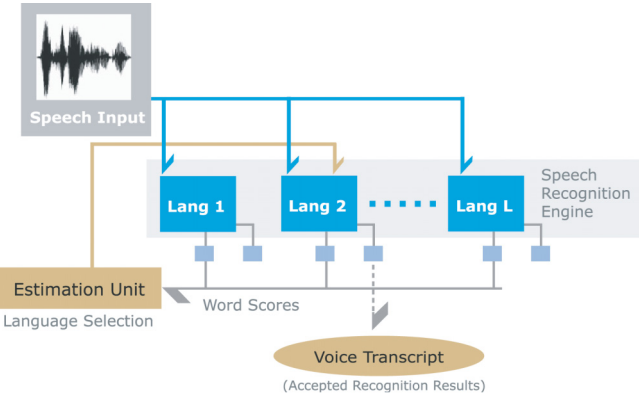 Speech Input
Speech
Recognition
Engine
Lang 1
Lang 2
Lang L
Estimation Unit
Language Selection
Word Scores
Voice Transcript
(Accepted Recognition Results)